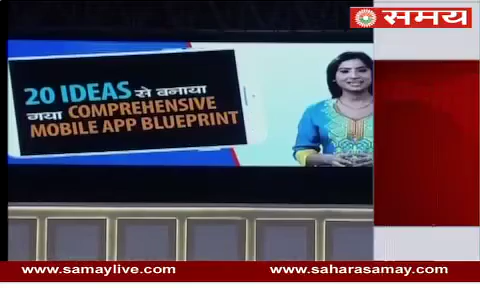 समय
20 IDEAS से बनाया
गया COMPREHENSIVE
MOBILE APP BLUEPRINT
www.samaylive.com
www.saharasamay.com